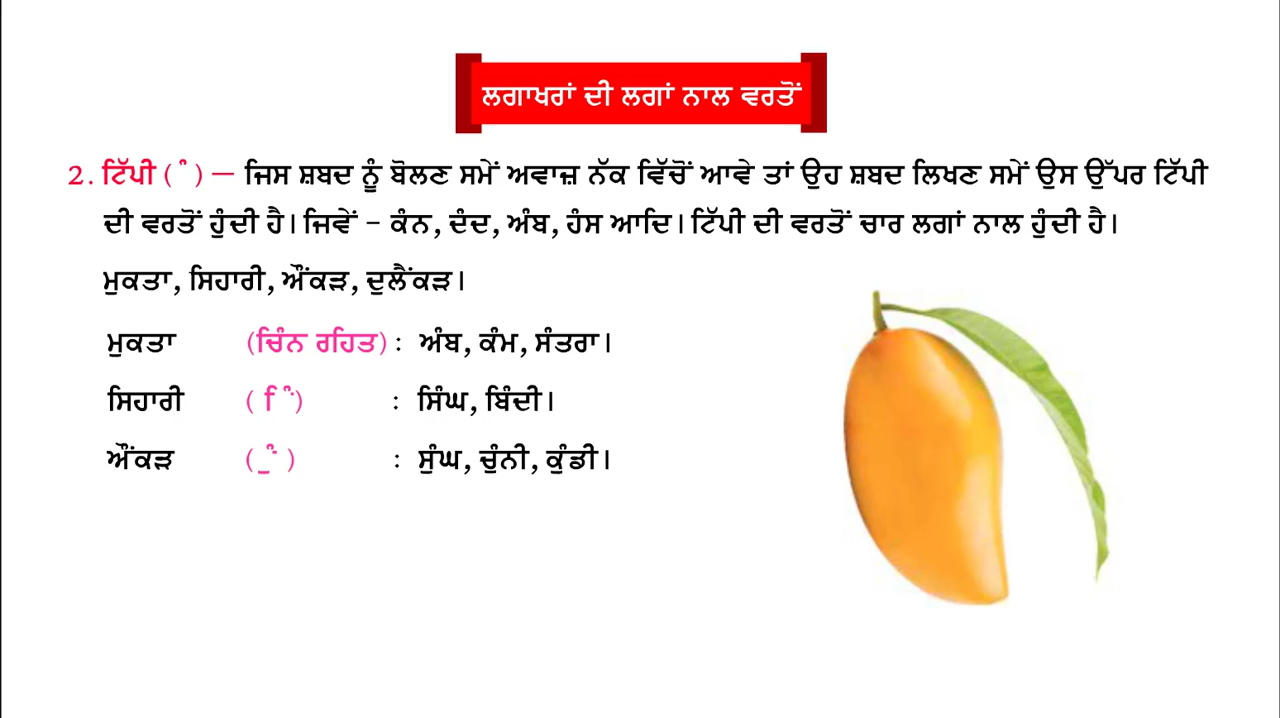 ਲਗਾਖਰਾਂ ਦੀ ਲਗਾਂ ਨਾਲ ਵਰਤੋਂ
2. ਟਿੱਪੀ ( ੰ ) — ਜਿਸ ਸ਼ਬਦ ਨੂੰ ਬੋਲਣ ਸਮੇਂ ਅਵਾਜ਼ ਨੱਕ ਵਿੱਚੋਂ ਆਵੇ ਤਾਂ ਉਹ ਸ਼ਬਦ ਲਿਖਣ ਸਮੇਂ ਉਸ ਉੱਪਰ ਟਿੱਪੀ
ਦੀ ਵਰਤੋਂ ਹੁੰਦੀ ਹੈ। ਜਿਵੇਂ - ਕੰਨ, ਦੰਦ, ਅੰਬ, ਹੰਸ ਆਦਿ। ਟਿੱਪੀ ਦੀ ਵਰਤੋਂ ਚਾਰ ਲਗਾਂ ਨਾਲ ਹੁੰਦੀ ਹੈ।
ਮੁਕਤਾ, ਸਿਹਾਰੀ, ਔਂਕੜ, ਦੁਲੈਂਕੜ।
ਮੁਕਤਾ (ਚਿੰਨ ਰਹਿਤ) : ਅੰਬ, ਕੰਮ, ਸੰਤਰਾ।
ਸਿਹਾਰੀ ( ਿੰ ) : ਸਿੰਘ, ਬਿੰਦੀ।
ਔਂਕੜ ( ੁੰ ) : ਸੁੰਘ, ਚੁੰਨੀ, ਕੁੰਡੀ।